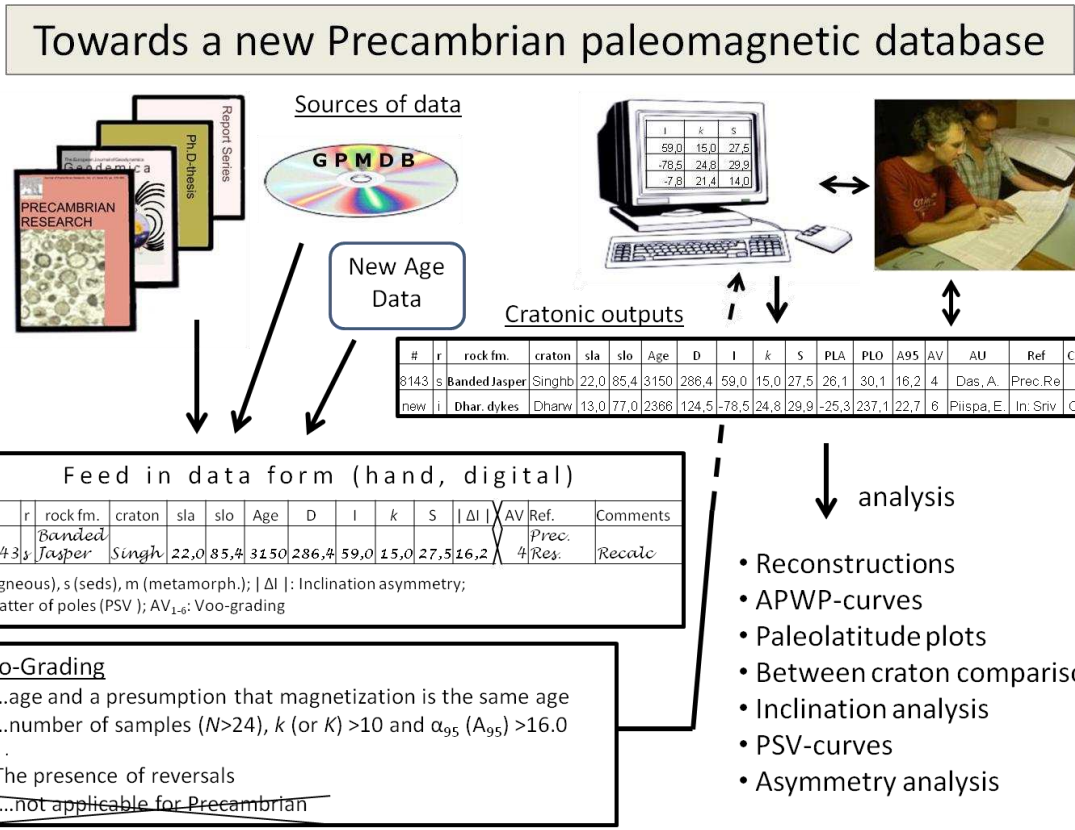 Towards a new Precambrian paleomagnetic database
Sources of data
Report Series
Ph.D-thesis
Geodemica
PRECAMBRIAN
RESEARCH
GPMDB
New Age
Data
I k S
59,0 15,0 27,5
-78,5 24,8 29,9
-7,8 21,4 14,0
Cratonic outputs
# r rock fm. craton sla slo Age D I k S PLA PLO A95 AV AU Ref C
8143 s Banded Jasper Singhb 22,0 85,4 3150 286,4 59,0 15,0 27,5 26,1 30,1 16,2 4 Das, A. Prec.Re
new i Dhar. dykes Dharw 13,0 77,0 2366 124,5 -78,5 24,8 29,9 -25,3 237,1 22,7 6 Piispa, E. In: Sriv
Feed in data form (hand, digital)
r rock fm. craton sla slo Age D I k S |ΔI| AV Ref. Comments
Banded Prec.
43 s Jasper Singh 22,0 85,4 3150 286,4 59,0 15,0 27,5 16,2 4 Res. Recalc
gneous), s (seds), m (metamorph.); |ΔI|: Inclination asymmetry;
atter of poles (PSV ); AV1-6: Voo-grading
o-Grading
...age and a presumption that magnetization is the same age
...number of samples (N>24), k (or K) >10 and α95 (A95) >16.0
.
The presence of reversals
...not applicable for Precambrian
analysis
• Reconstructions
• APWP-curves
• Paleolatitude plots
• Between craton compariso
• Inclination analysis
• PSV-curves
• Asymmetry analysis